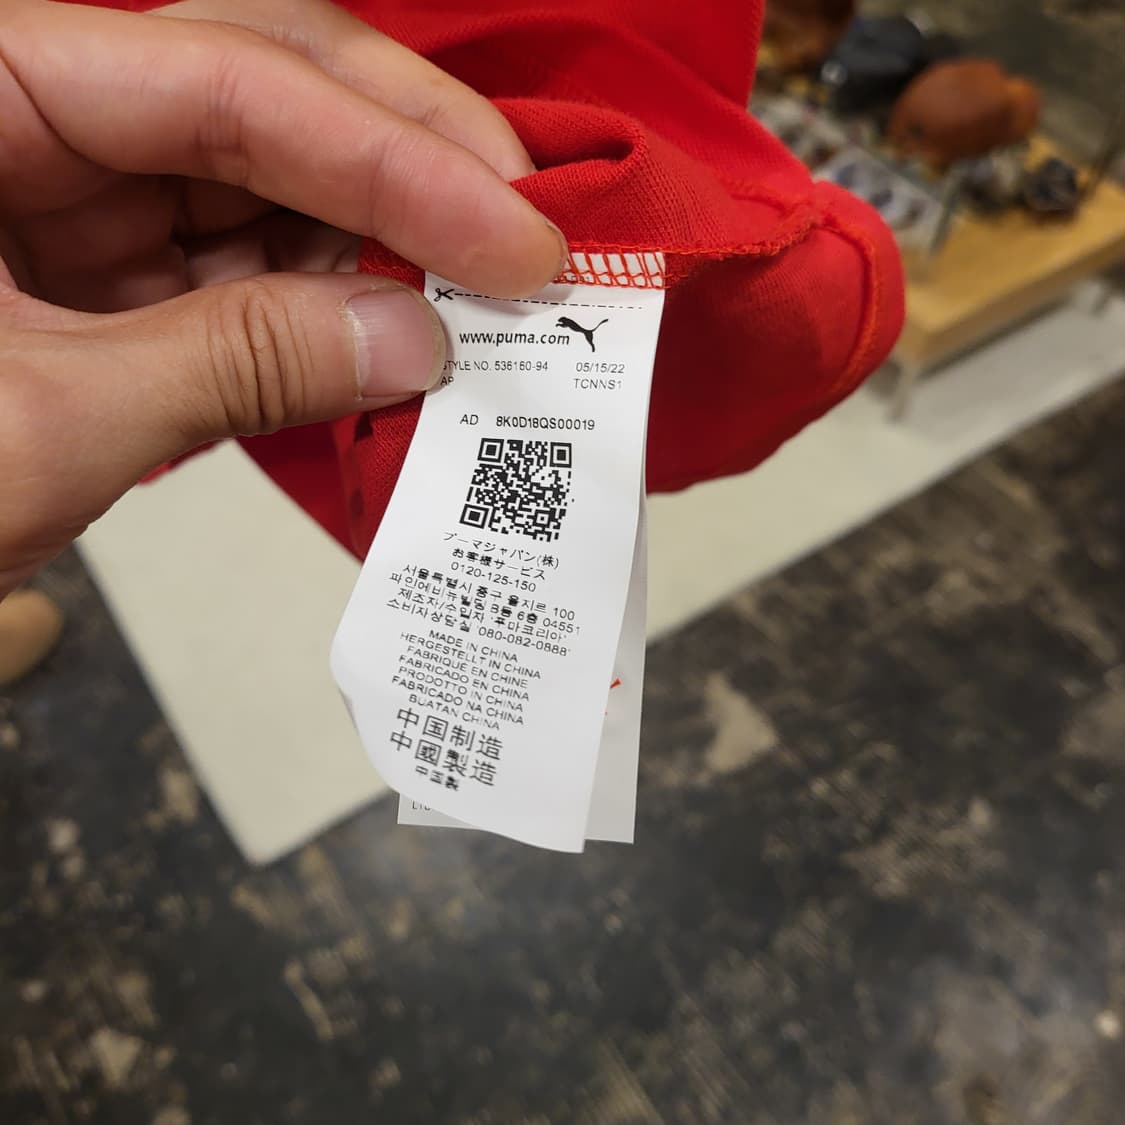 www.puma.com
STYLE NO. 536160-94 05/15/22
AP TCNNS1
AD 8K0D18QS00019
プーマジャパン(株)
お客様サービス
0120-125-150
서울특별시 중구 을지로 100
파인에비뉴빌딩 B동 6층 04551
제조자/수입자 '푸마코리아'
소비자상담실 '080-082-0888'
MADE IN CHINA
HERGESTELLT IN CHINA
FABRIQUÉ EN CHINE
FABRICADO EN CHINA
PRODOTTO IN CHINA
FABRICADO NA CHINA
BUATAN CHINA
中国制造
中國製造
中国製